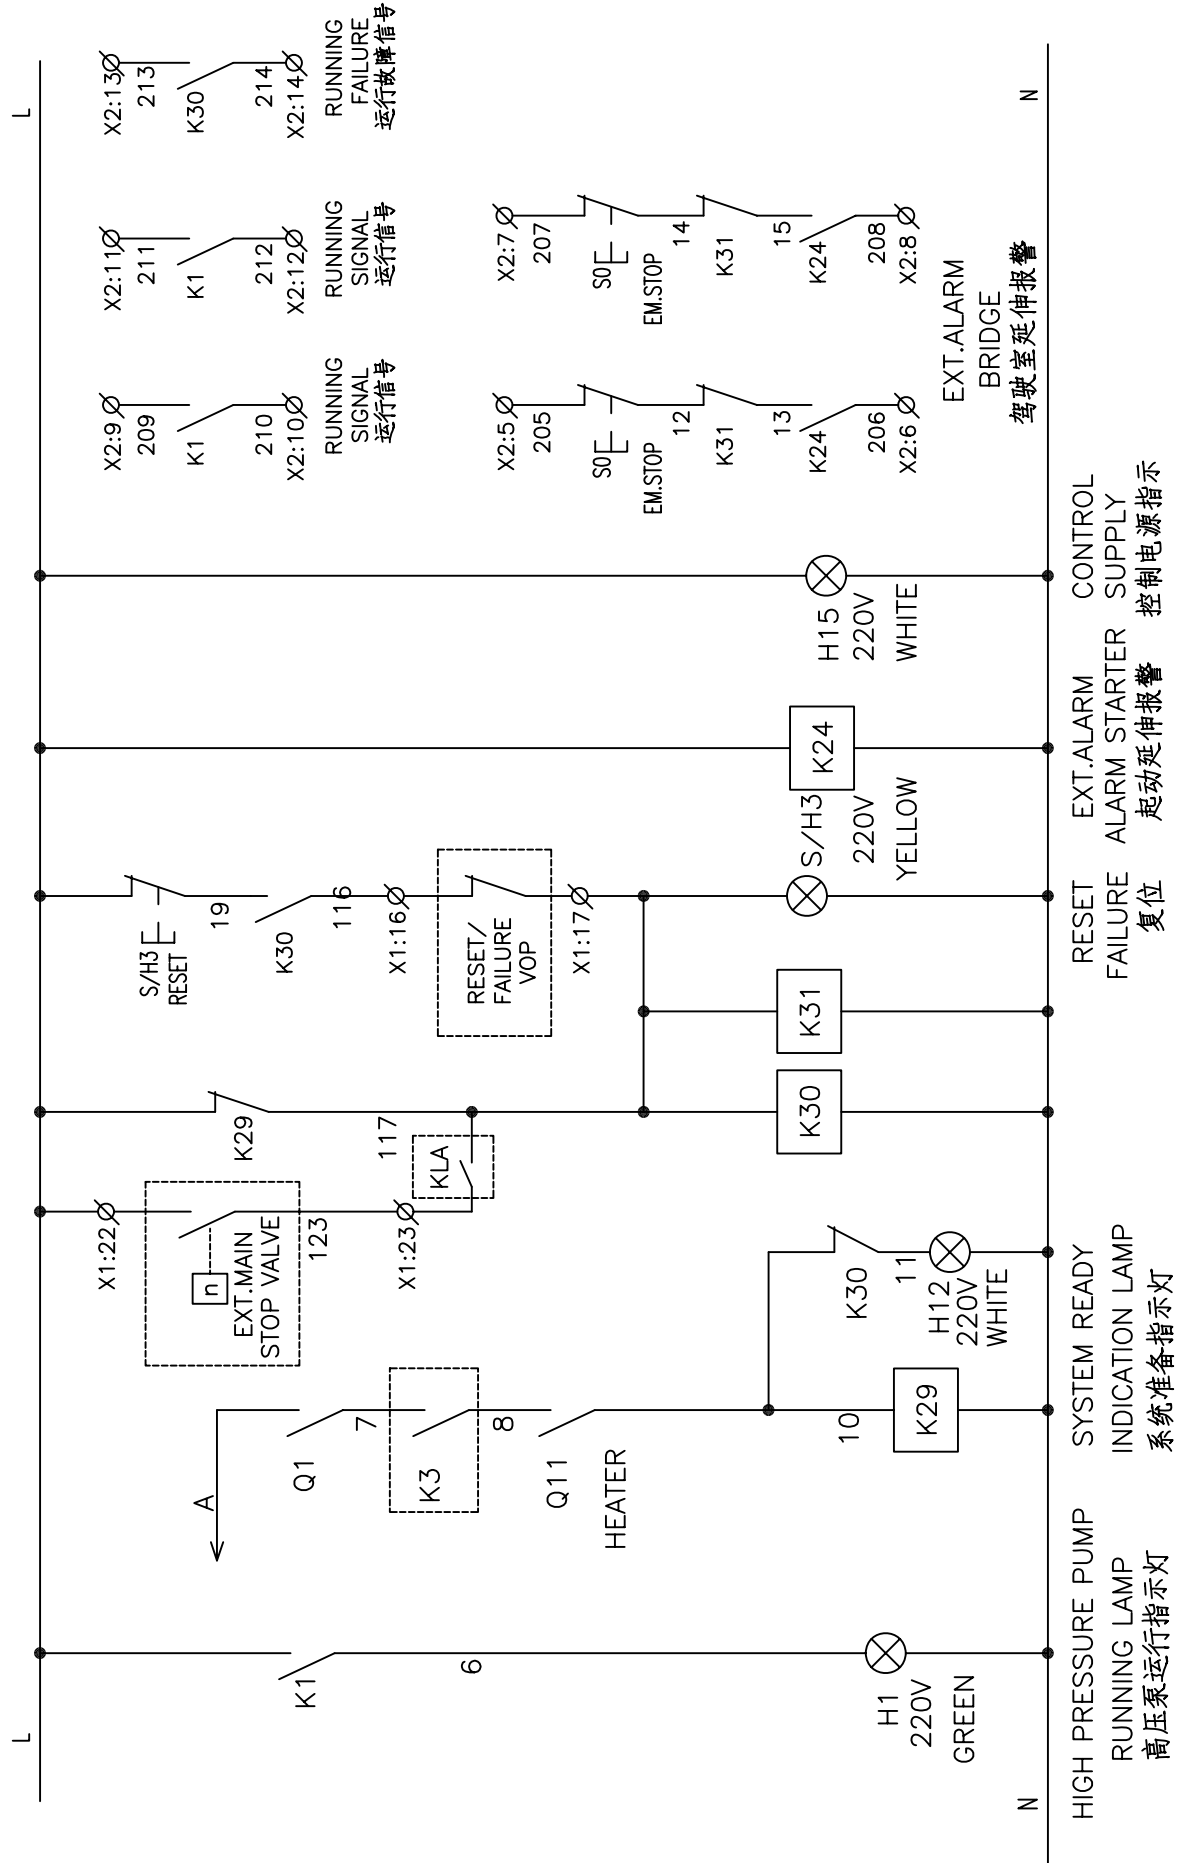 L
L
X2:9
209
K1
210
X2:10
RUNNING
SIGNAL
运行信号
X2:11
211
K1
212
X2:12
RUNNING
SIGNAL
运行信号
X2:13
213
K30
214
X2:14
RUNNING
FAILURE
运行故障信号
X2:5
205
S0
EM.STOP
12
K31
13
K24
206
X2:6
X2:7
207
S0
EM.STOP
14
K31
15
K24
208
X2:8
EXT.ALARM
BRIDGE
驾驶室延伸报警
K1
6
H1
220V
GREEN
A
Q1
7
K3
8
Q11
HEATER
10
K29
K30
11
H12
220V
WHITE
X1:22
n
EXT.MAIN
STOP VALVE
123
X1:23
KLA
K29
117
K30
K31
S/H3
RESET
19
K30
116
X1:16
RESET/
FAILURE
VOP
X1:17
S/H3
220V
YELLOW
K24
H15
220V
WHITE
N
N
HIGH PRESSURE PUMP
RUNNING LAMP
高压泵运行指示灯
SYSTEM READY
INDICATION LAMP
系统准备指示灯
RESET
FAILURE
复位
EXT.ALARM
ALARM STARTER
起动延伸报警
CONTROL
SUPPLY
控制电源指示